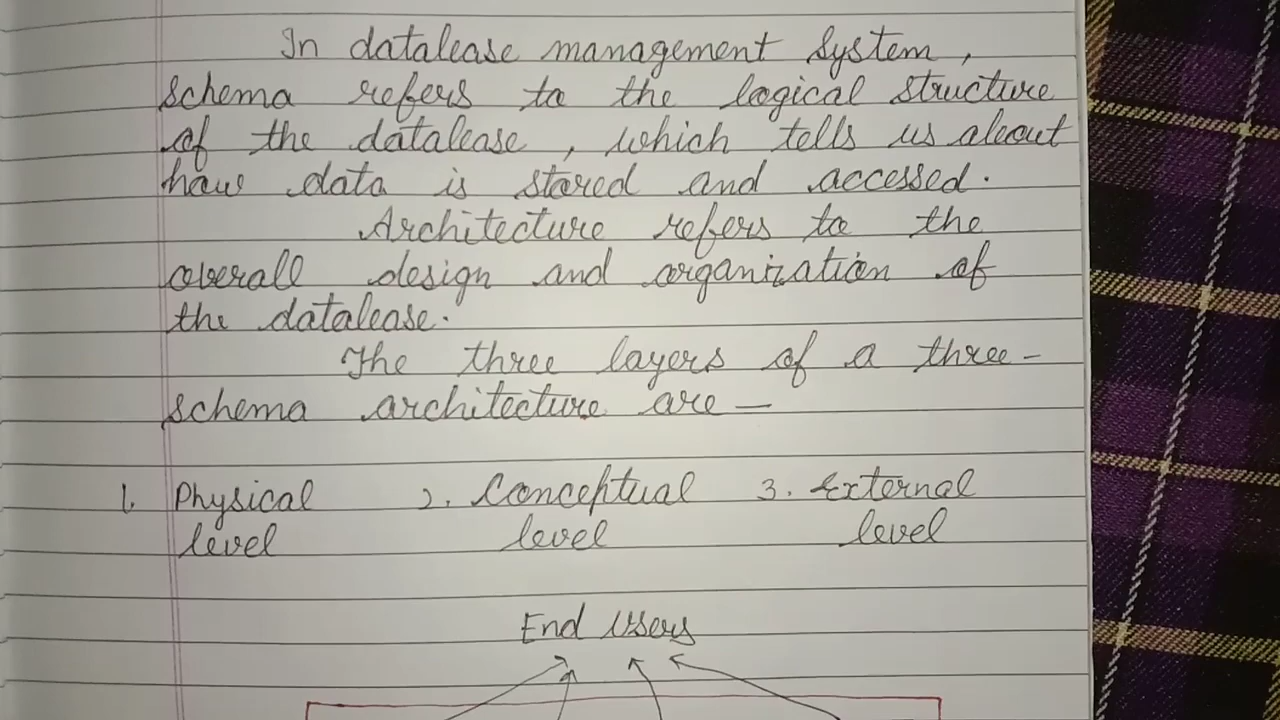 In database management system,
schema refers to the logical structure
of the database, which tells us about
how data is stored and accessed.
Architecture refers to the
overall design and organization of
the database.
The three layers of a three-
schema architecture are —
1. Physical level 2. Conceptual level 3. External level
End Users